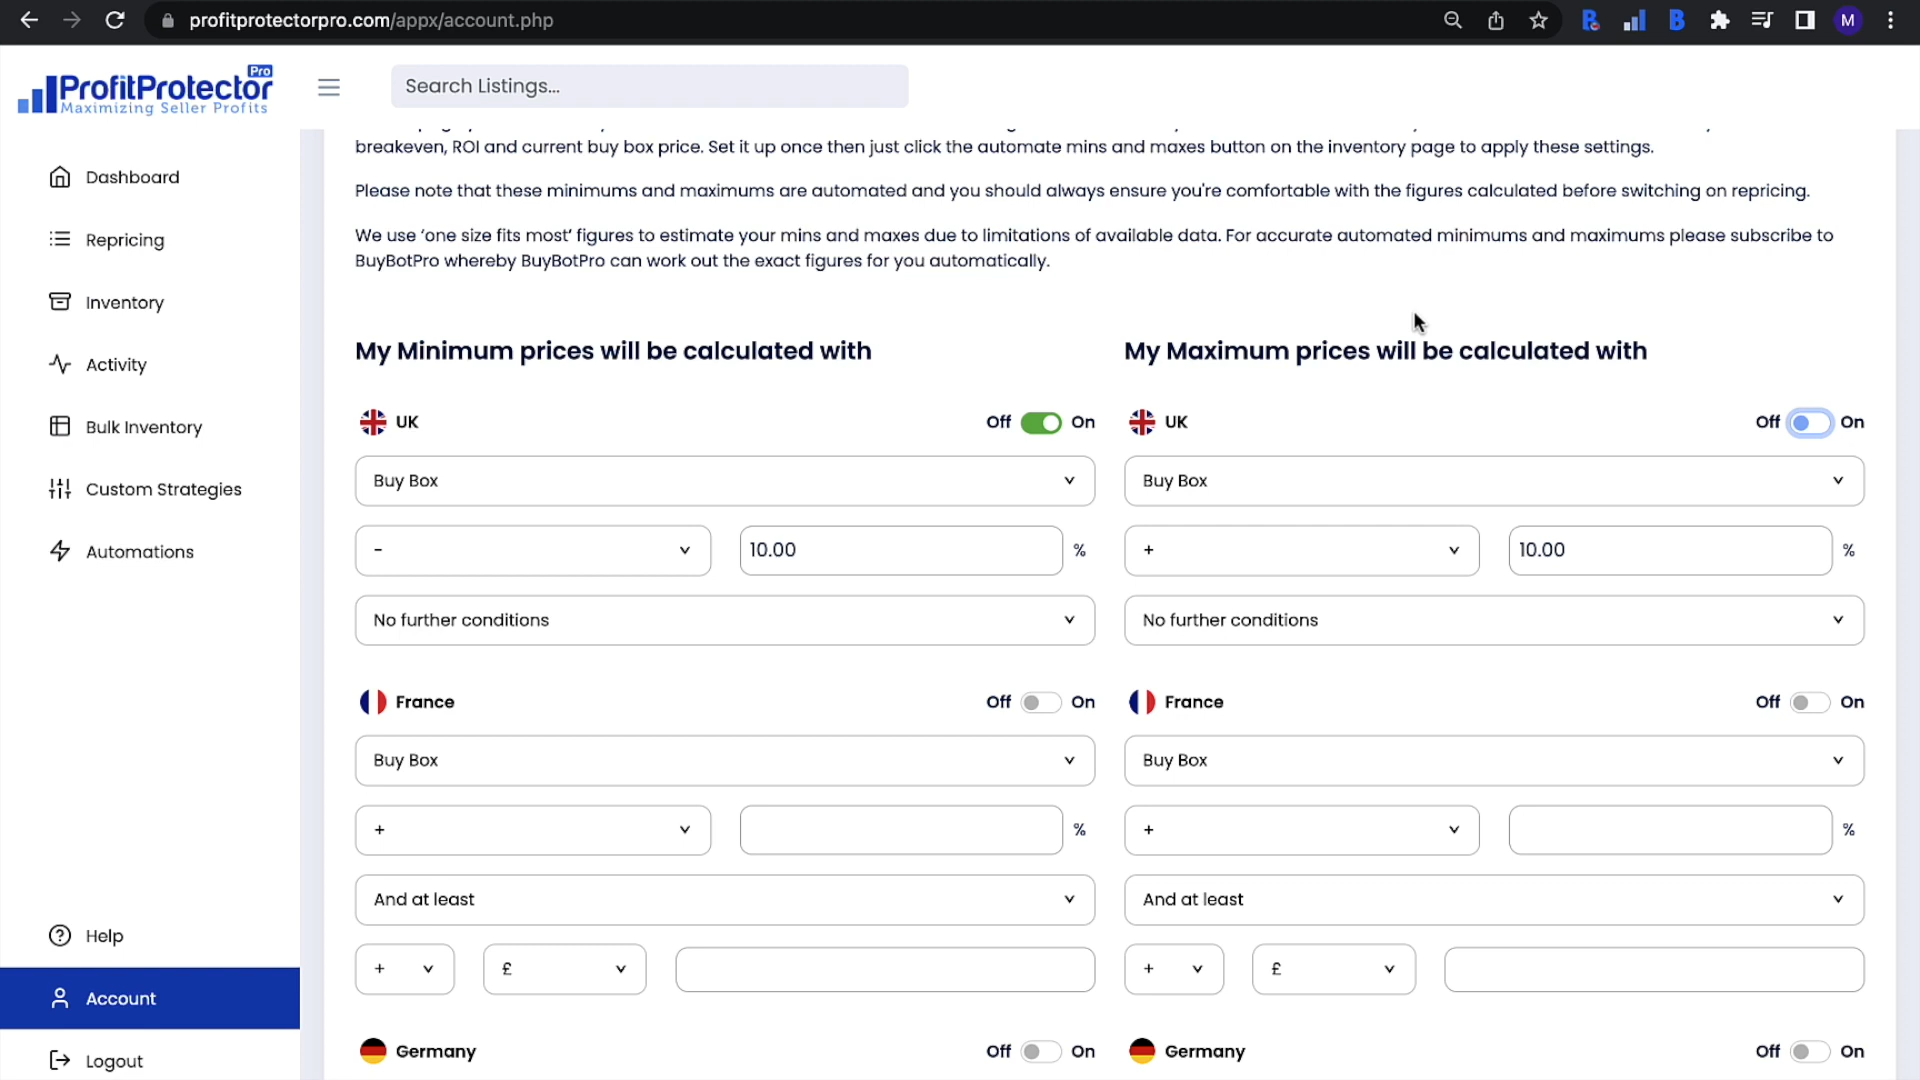 profitprotectorpro.com/appx/account.php
M
ProfitProtector Pro
Maximizing Seller Profits
Search Listings...
Dashboard
Repricing
Inventory
Activity
Bulk Inventory
Custom Strategies
Automations
Help
Account
Logout
breakeven, ROI and current buy box price. Set it up once then just click the automate mins and maxes button on the inventory page to apply these settings.
Please note that these minimums and maximums are automated and you should always ensure you're comfortable with the figures calculated before switching on repricing.
We use ‘one size fits most’ figures to estimate your mins and maxes due to limitations of available data. For accurate automated minimums and maximums please subscribe to
BuyBotPro whereby BuyBotPro can work out the exact figures for you automatically.
My Minimum prices will be calculated with
UK Off On
Buy Box
- 10.00 %
No further conditions
France Off On
Buy Box
+ %
And at least
+ £
Germany Off On
My Maximum prices will be calculated with
UK Off On
Buy Box
+ 10.00 %
No further conditions
France Off On
Buy Box
+ %
And at least
+ £
Germany Off On